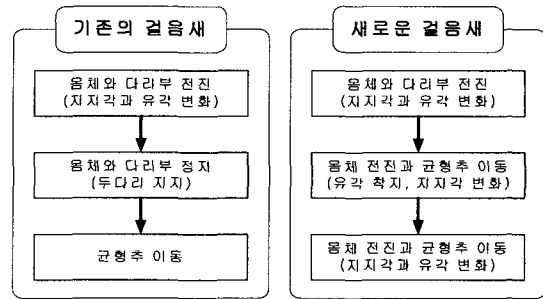 기존의 걸음새
몸체와 다리부 전진
(지지각과 유각 변화)
몸체와 다리부 정지
(두다리 지지)
균형추 이동
새로운 걸음새
몸체와 다리부 전진
(지지각과 유각 변화)
몸체 전진과 균형추 이동
(유각 착지, 지지각 변화)
몸체 전진과 균형추 이동
(지지각과 유각 변화)